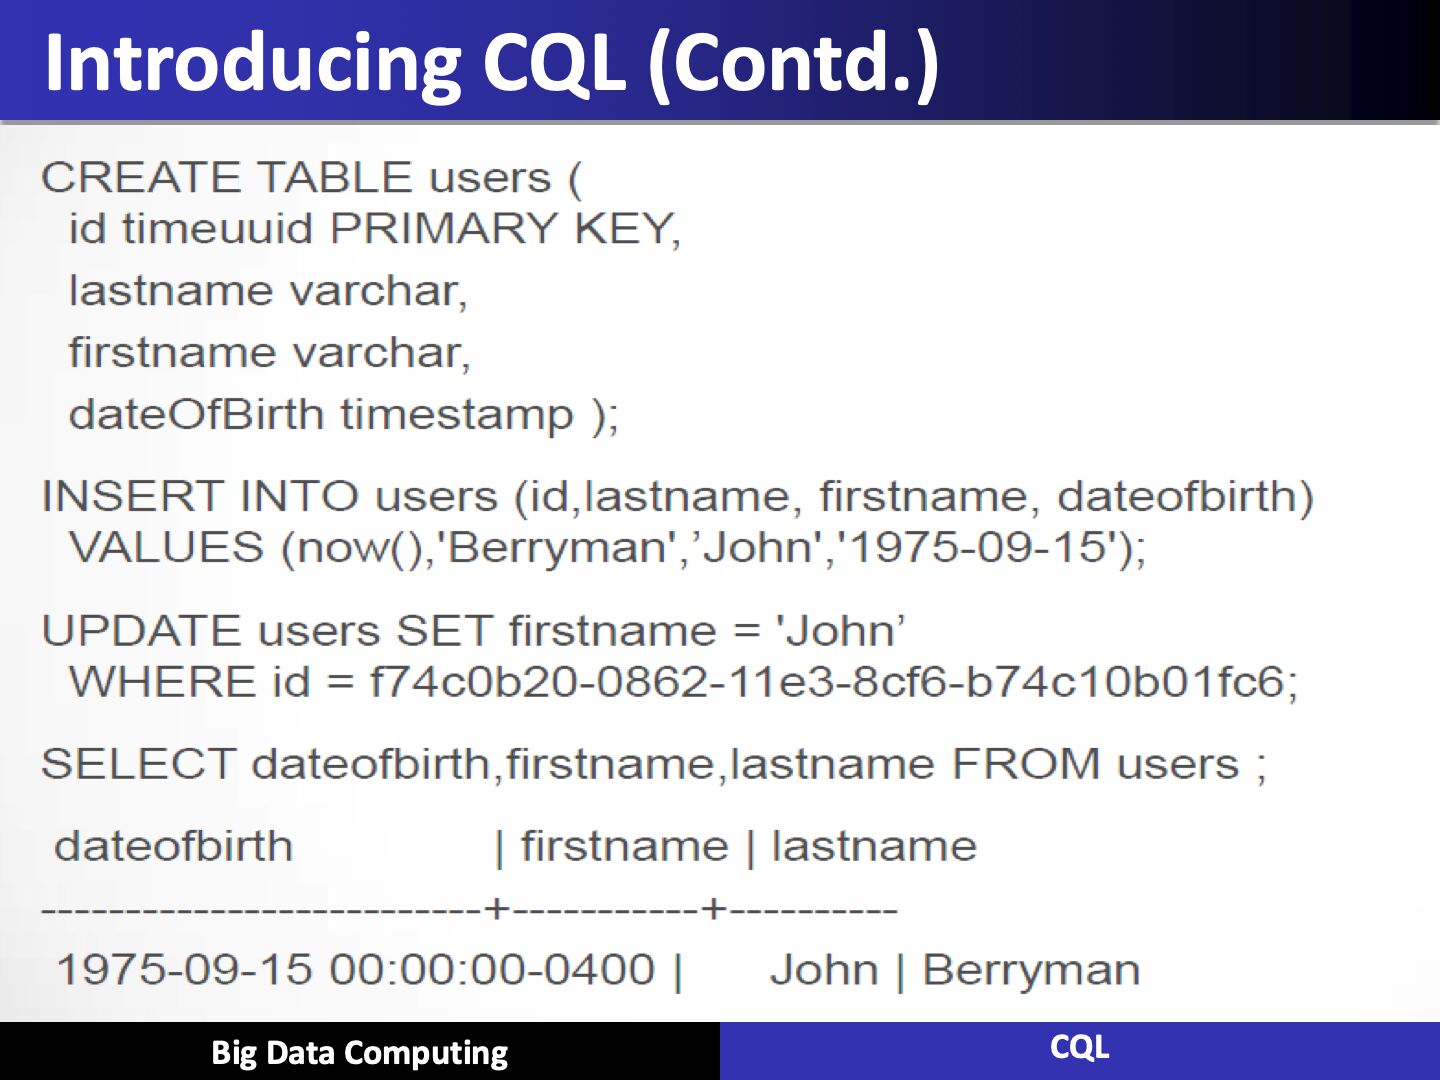 Introducing CQL (Contd.)
CREATE TABLE users (
id timeuuid PRIMARY KEY,
lastname varchar,
firstname varchar,
dateOfBirth timestamp );
INSERT INTO users (id,lastname, firstname, dateofbirth)
VALUES (now(),'Berryman',’John','1975-09-15');
UPDATE users SET firstname = 'John’
WHERE id = f74c0b20-0862-11e3-8cf6-b74c10b01fc6;
SELECT dateofbirth,firstname,lastname FROM users ;
dateofbirth | firstname | lastname
--------------------------+-----------+----------
1975-09-15 00:00:00-0400 | John | Berryman
Big Data Computing
CQL